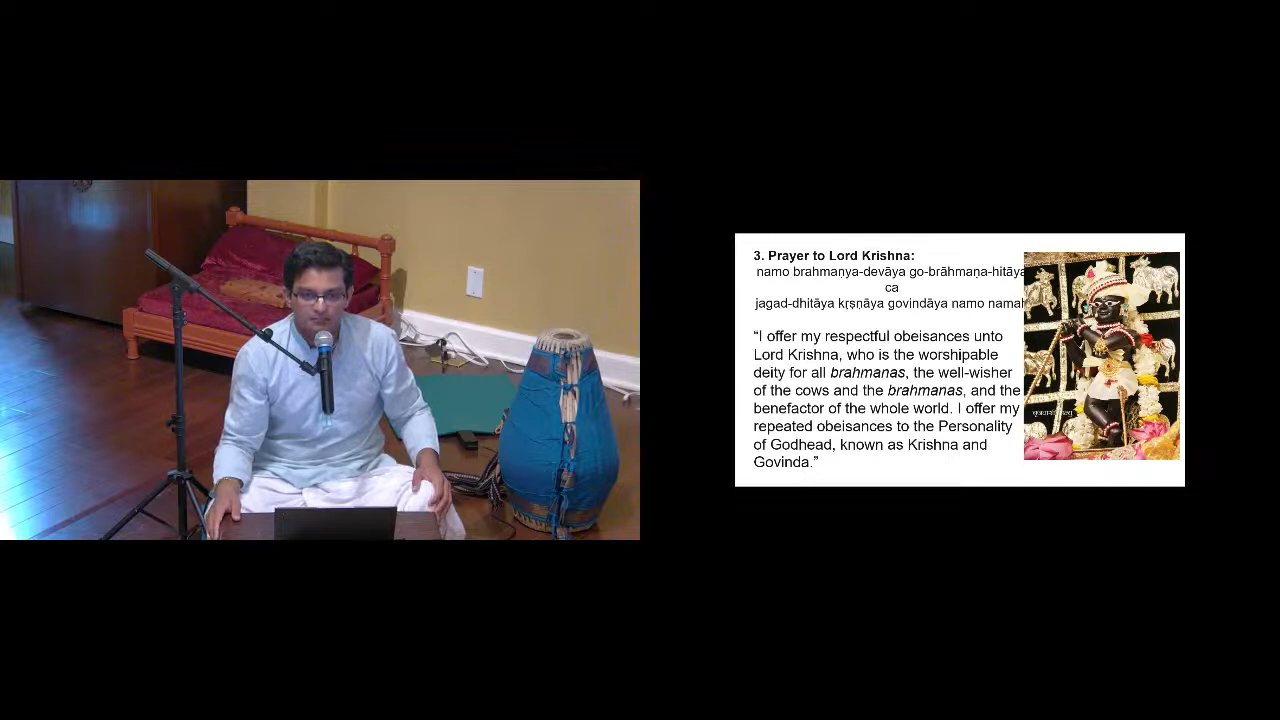 3. Prayer to Lord Krishna:
namo brahmaṇya-devāya go-brāhmaṇa-hitāya
ca
jagad-dhitāya kṛṣṇāya govindāya namo namaḥ
“I offer my respectful obeisances unto
Lord Krishna, who is the worshipable
deity for all brahmanas, the well-wisher
of the cows and the brahmanas, and the
benefactor of the whole world. I offer my
repeated obeisances to the Personality
of Godhead, known as Krishna and
Govinda.”